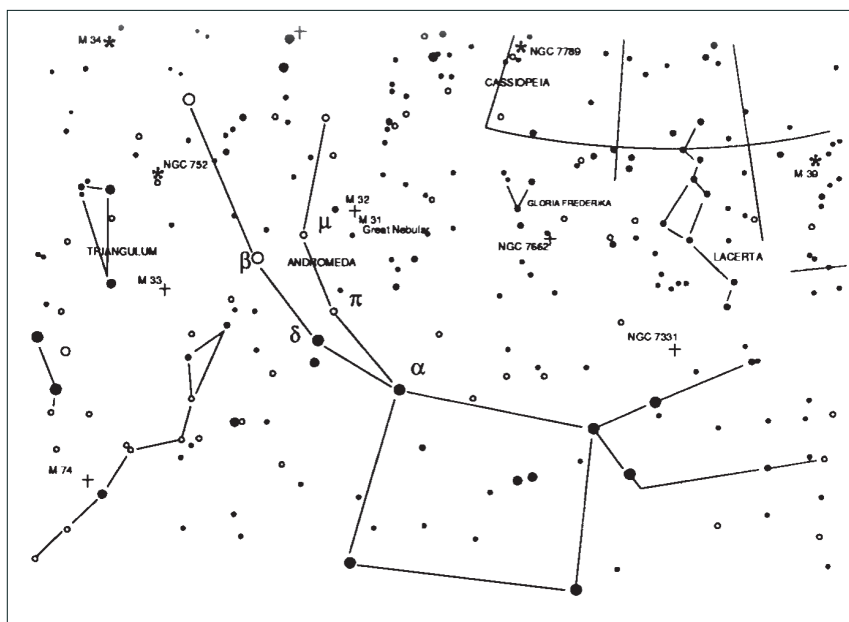 M 34
NGC 7789
CASSIOPEIA
NGC 752
M 39
M 32
M 31
Great Nebular
GLORIA FREDERIKA
μ
NGC 7662
TRIANGULUM
β
ANDROMEDA
LACERTA
M 33
π
δ
NGC 7331
α
M 74